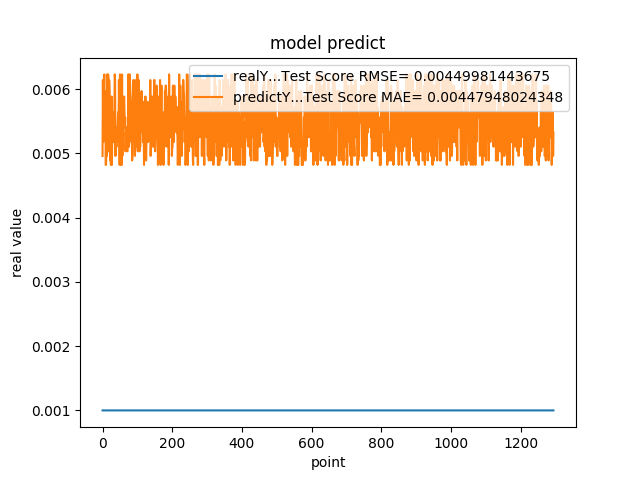 model predict
realY...Test Score RMSE= 0.00449981443675
predictY...Test Score MAE= 0.00447948024348
0.006
0.005
0.004
0.003
0.002
0.001
real value
0 200 400 600 800 1000 1200
point